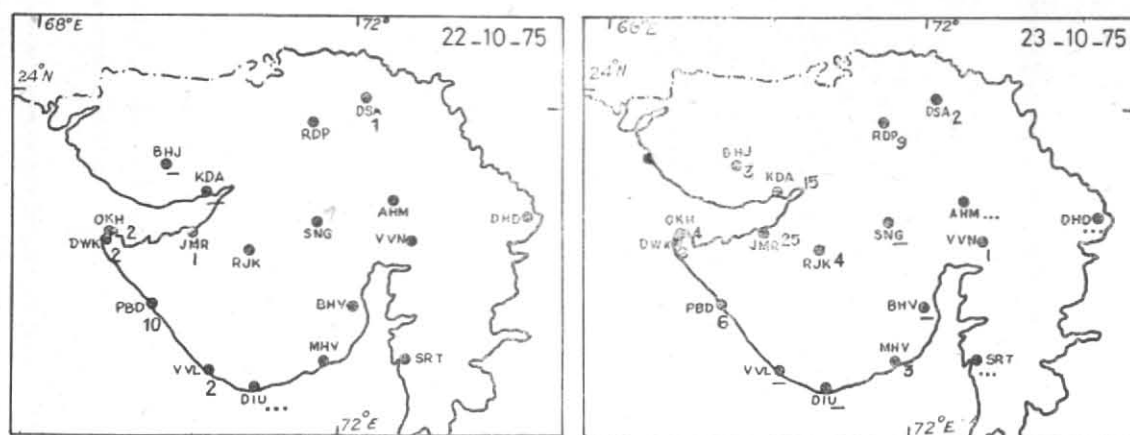 68°E
72°
22-10-75
24°N
DSA
1
RDP
BHJ
–
KDA
–
AHM
OKH
2
DWK
2
JMR
1
SNG
VVN
DHD
RJK
PBD
10
BHV
MHV
SRT
VVL
2
DIU
...
72°E
66°E
72°
23-10-75
24°N
DSA 2
RDP 9
BHJ
3
KDA
15
AHM...
OKH
4
DWK
JMR 25
SNG
–
VVN
1
DHD
...
RJK 4
PBD
6
BHV
–
MHV
3
SRT
...
VVL
–
DIU
–
72°E